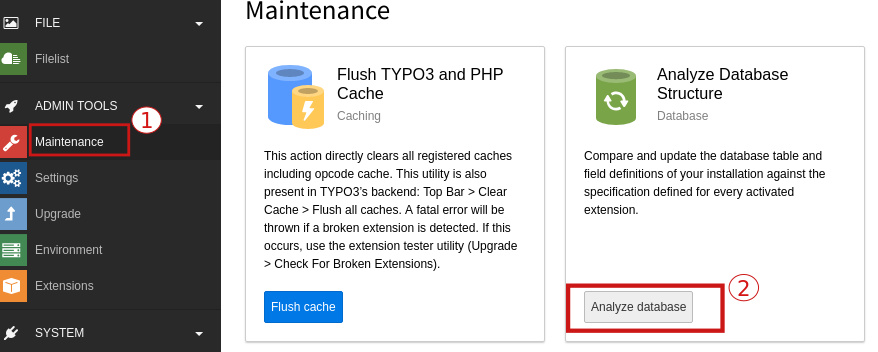 FILE
Filelist
ADMIN TOOLS
1
Maintenance
Settings
Upgrade
Environment
Extensions
SYSTEM
Maintenance
Flush TYPO3 and PHP
Cache
Caching
This action directly clears all registered caches
including opcode cache. This utility is also
present in TYPO3's backend: Top Bar > Clear
Cache > Flush all caches. A fatal error will be
thrown if a broken extension is detected. If this
occurs, use the extension tester utility (Upgrade
> Check For Broken Extensions).
Flush cache
Analyze Database
Structure
Database
Compare and update the database table and
field definitions of your installation against the
specification defined for every activated
extension.
2
Analyze database